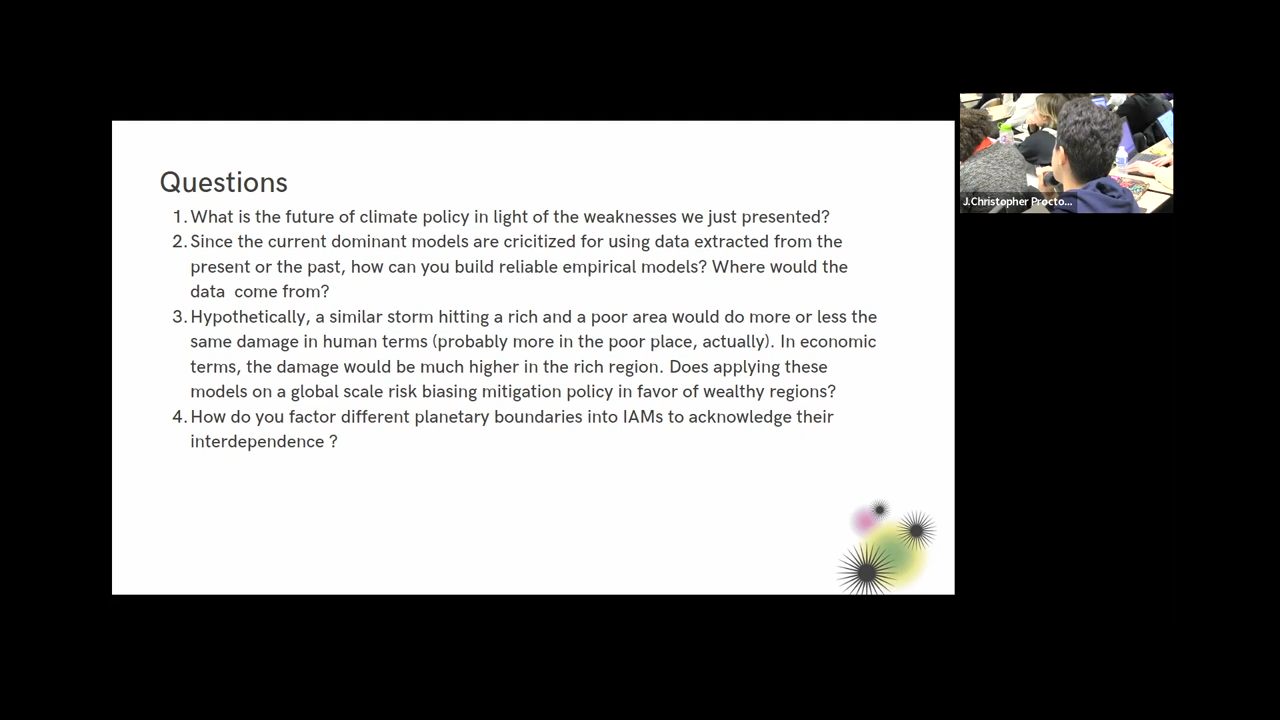 Questions
1. What is the future of climate policy in light of the weaknesses we just presented?
2. Since the current dominant models are cricitized for using data extracted from the
present or the past, how can you build reliable empirical models? Where would the
data come from?
3. Hypothetically, a similar storm hitting a rich and a poor area would do more or less the
same damage in human terms (probably more in the poor place, actually). In economic
terms, the damage would be much higher in the rich region. Does applying these
models on a global scale risk biasing mitigation policy in favor of wealthy regions?
4. How do you factor different planetary boundaries into IAMs to acknowledge their
interdependence ?
J.Christopher Procto...